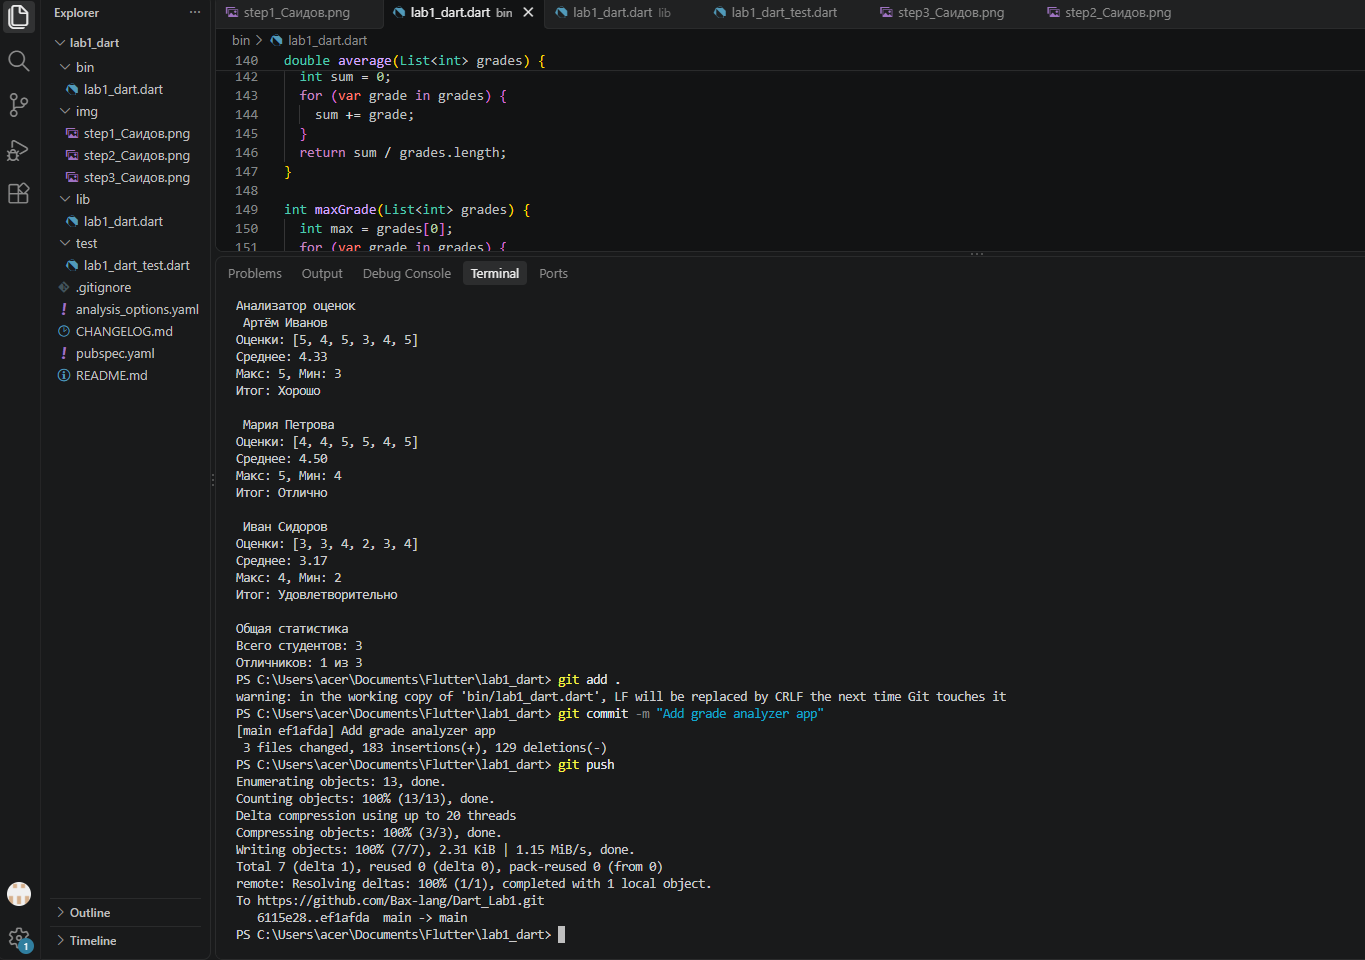 Explorer
lab1_dart
bin
lab1_dart.dart
img
step1_Саидов.png
step2_Саидов.png
step3_Саидов.png
lib
lab1_dart.dart
test
lab1_dart_test.dart
.gitignore
analysis_options.yaml
CHANGELOG.md
pubspec.yaml
README.md
Outline
Timeline
1
step1_Саидов.png
lab1_dart.dart bin
lab1_dart.dart lib
lab1_dart_test.dart
step3_Саидов.png
step2_Саидов.png
bin > lab1_dart.dart
140 double average(List<int> grades) {
142 int sum = 0;
143 for (var grade in grades) {
144 sum += grade;
145 }
146 return sum / grades.length;
147 }
148
149 int maxGrade(List<int> grades) {
150 int max = grades[0];
151 for (var grade in grades) {
Problems Output Debug Console Terminal Ports
Анализатор оценок
Артём Иванов
Оценки: [5, 4, 5, 3, 4, 5]
Среднее: 4.33
Макс: 5, Мин: 3
Итог: Хорошо
Мария Петрова
Оценки: [4, 4, 5, 5, 4, 5]
Среднее: 4.50
Макс: 5, Мин: 4
Итог: Отлично
Иван Сидоров
Оценки: [3, 3, 4, 2, 3, 4]
Среднее: 3.17
Макс: 4, Мин: 2
Итог: Удовлетворительно
Общая статистика
Всего студентов: 3
Отличников: 1 из 3
PS C:\Users\acer\Documents\Flutter\lab1_dart> git add .
warning: in the working copy of 'bin/lab1_dart.dart', LF will be replaced by CRLF the next time Git touches it
PS C:\Users\acer\Documents\Flutter\lab1_dart> git commit -m "Add grade analyzer app"
[main ef1afda] Add grade analyzer app
3 files changed, 183 insertions(+), 129 deletions(-)
PS C:\Users\acer\Documents\Flutter\lab1_dart> git push
Enumerating objects: 13, done.
Counting objects: 100% (13/13), done.
Delta compression using up to 20 threads
Compressing objects: 100% (3/3), done.
Writing objects: 100% (7/7), 2.31 KiB | 1.15 MiB/s, done.
Total 7 (delta 1), reused 0 (delta 0), pack-reused 0 (from 0)
remote: Resolving deltas: 100% (1/1), completed with 1 local object.
To https://github.com/Bax-lang/Dart_Lab1.git
6115e28..ef1afda main -> main
PS C:\Users\acer\Documents\Flutter\lab1_dart>